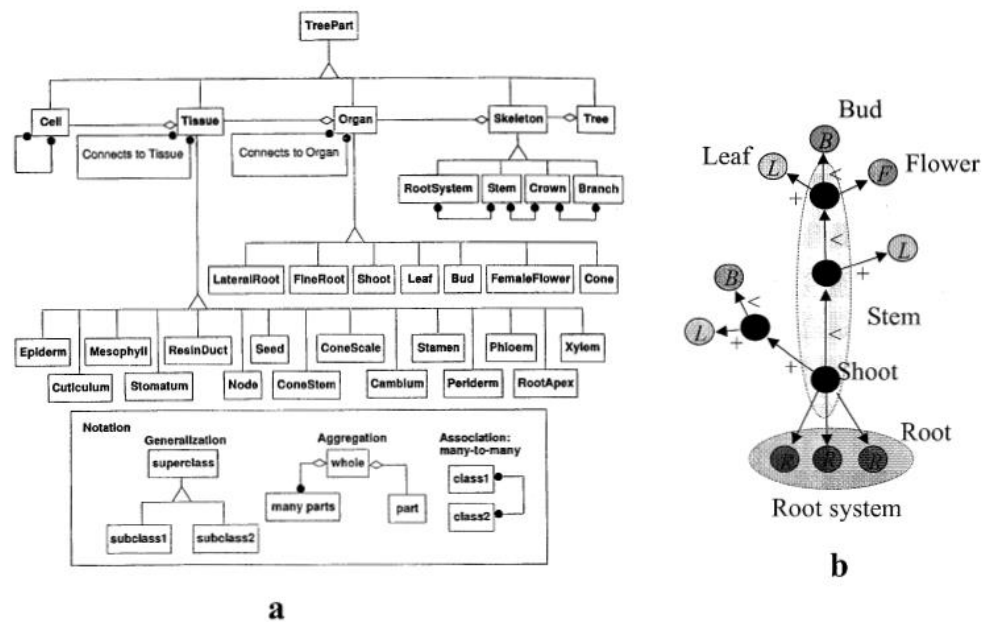 TreePart
Cell
Tissue
Organ
Skeleton
Tree
Connects to Tissue
Connects to Organ
RootSystem
Stem
Crown
Branch
LateralRoot
FineRoot
Shoot
Leaf
Bud
FemaleFlower
Cone
Epiderm
Mesophyll
ResinDuct
Seed
ConeScale
Stamen
Phloem
Xylem
Cuticulum
Stomatum
Node
ConeStem
Cambium
Periderm
RootApex
Notation
Generalization
superclass
subclass1
subclass2
Aggregation
whole
many parts
part
Association:
many-to-many
class1
class2
a
Bud
B
Leaf
L
Flower
F
<
+
<
L
+
B
<
Stem
L
+
<
+
Shoot
Root
R
R
R
Root system
b